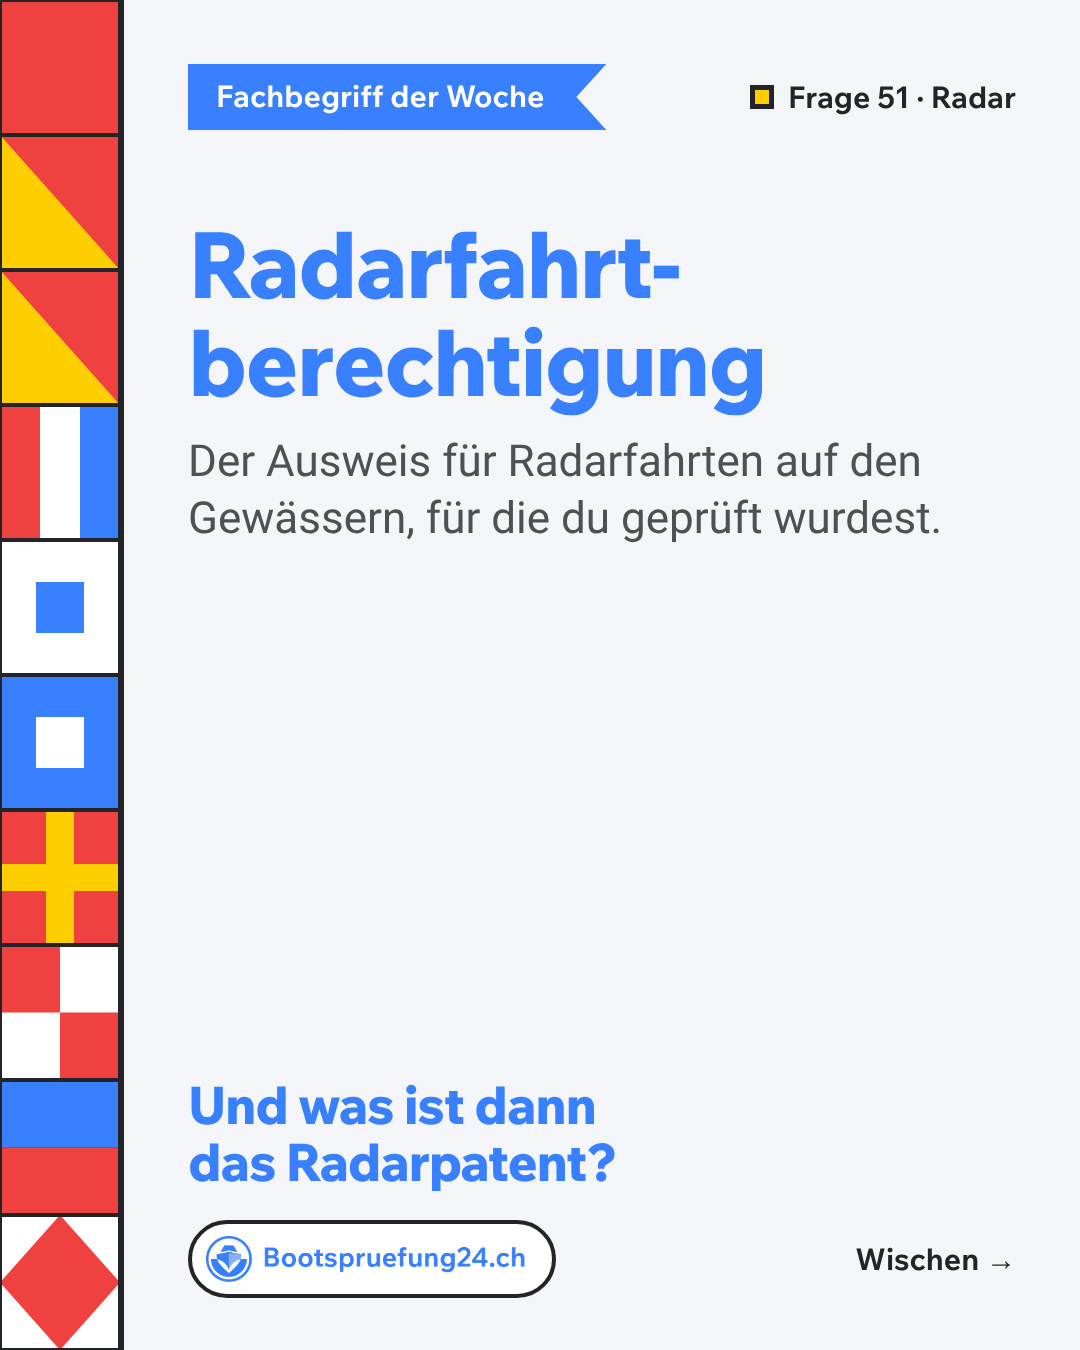 Fachbegriff der Woche
Frage 51 · Radar
Radarfahrt-
berechtigung
Der Ausweis für Radarfahrten auf den
Gewässern, für die du geprüft wurdest.
Und was ist dann
das Radarpatent?
Bootspruefung24.ch
Wischen →